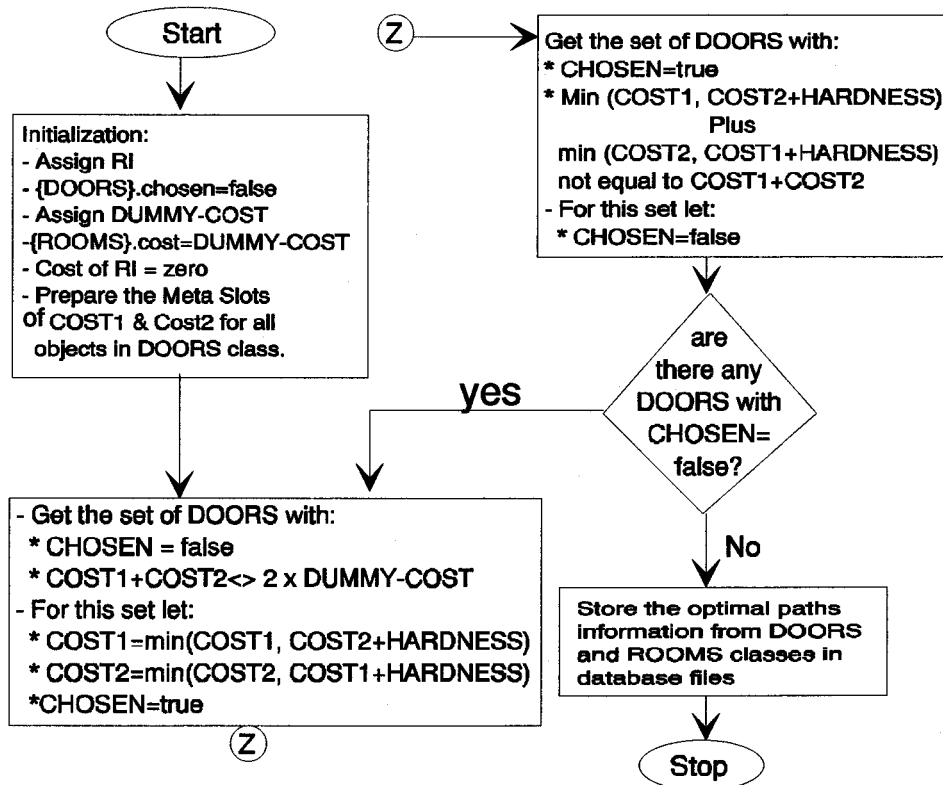 Start
Initialization:
- Assign RI
- {DOORS}.chosen=false
- Assign DUMMY-COST
-{ROOMS}.cost=DUMMY-COST
- Cost of RI = zero
- Prepare the Meta Slots
of COST1 & Cost2 for all
objects in DOORS class.
- Get the set of DOORS with:
* CHOSEN = false
* COST1+COST2<> 2 x DUMMY-COST
- For this set let:
* COST1=min(COST1, COST2+HARDNESS)
* COST2=min(COST2, COST1+HARDNESS)
*CHOSEN=true
Z
Z
Get the set of DOORS with:
* CHOSEN=true
* Min (COST1, COST2+HARDNESS)
Plus
min (COST2, COST1+HARDNESS)
not equal to COST1+COST2
- For this set let:
* CHOSEN=false
are
there any
DOORS with
CHOSEN=
false?
yes
No
Store the optimal paths
information from DOORS
and ROOMS classes in
database files
Stop